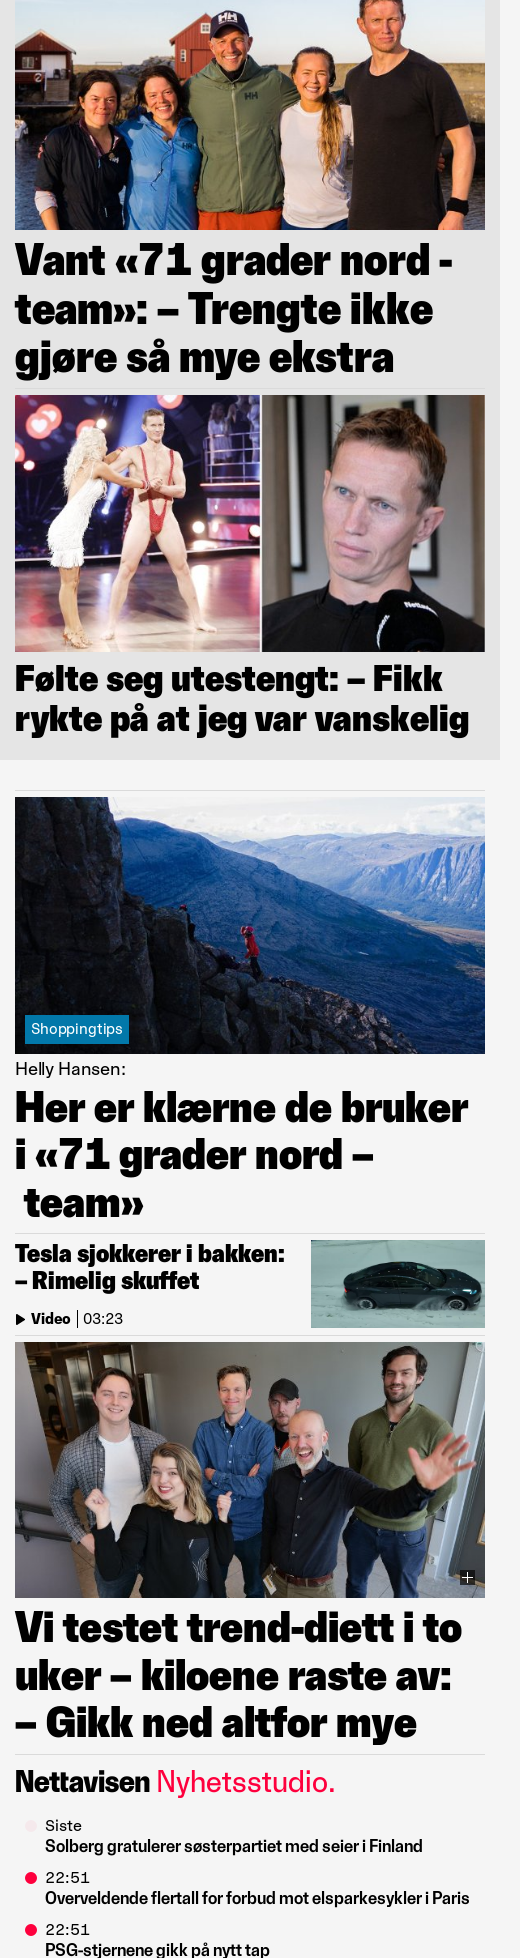 HH
HH
2
Vant «71 grader nord -
team»: – Trengte ikke
gjøre så mye ekstra
Følte seg utestengt: – Fikk
rykte på at jeg var vanskelig
Shoppingtips
Helly Hansen:
Her er klærne de bruker
i «71 grader nord –
team»
Tesla sjokkerer i bakken:
– Rimelig skuffet
Video 03:23
Vi testet trend-diett i to
uker – kiloene raste av:
– Gikk ned altfor mye
Nettavisen Nyhetsstudio.
Siste
Solberg gratulerer søsterpartiet med seier i Finland
22:51
Overveldende flertall for forbud mot elsparkesykler i Paris
22:51
PSG-stjernene gikk på nytt tap